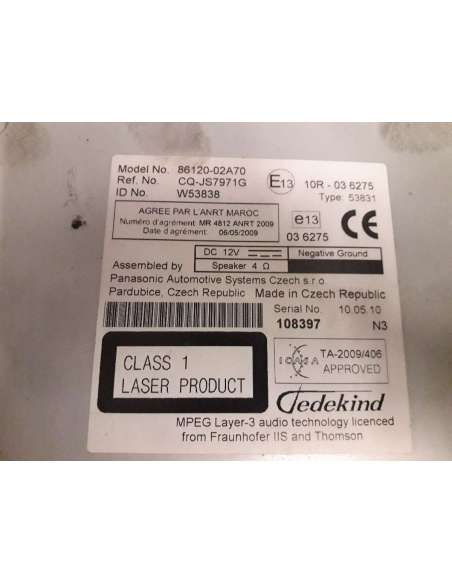 Model No. 86120-02A70
Ref. No. CQ-JS7971G
ID No. W53838
E13 10R - 03 6275
Type: 53831
AGREE PAR L'ANRT MAROC
Numéro d'agrément: MR 4812 ANRT 2009
Date d'agrément: 06/05/2009
e13
03 6275
CE
DC 12V Negative Ground
Speaker 4 Ω
Assembled by
Panasonic Automotive Systems Czech s.r.o.
Pardubice, Czech Republic Made in Czech Republic
Serial No. 10.05.10
108397 N3
CLASS 1
LASER PRODUCT
ICASA
TA-2009/406
APPROVED
Jedekind
MPEG Layer-3 audio technology licenced
from Fraunhofer IIS and Thomson